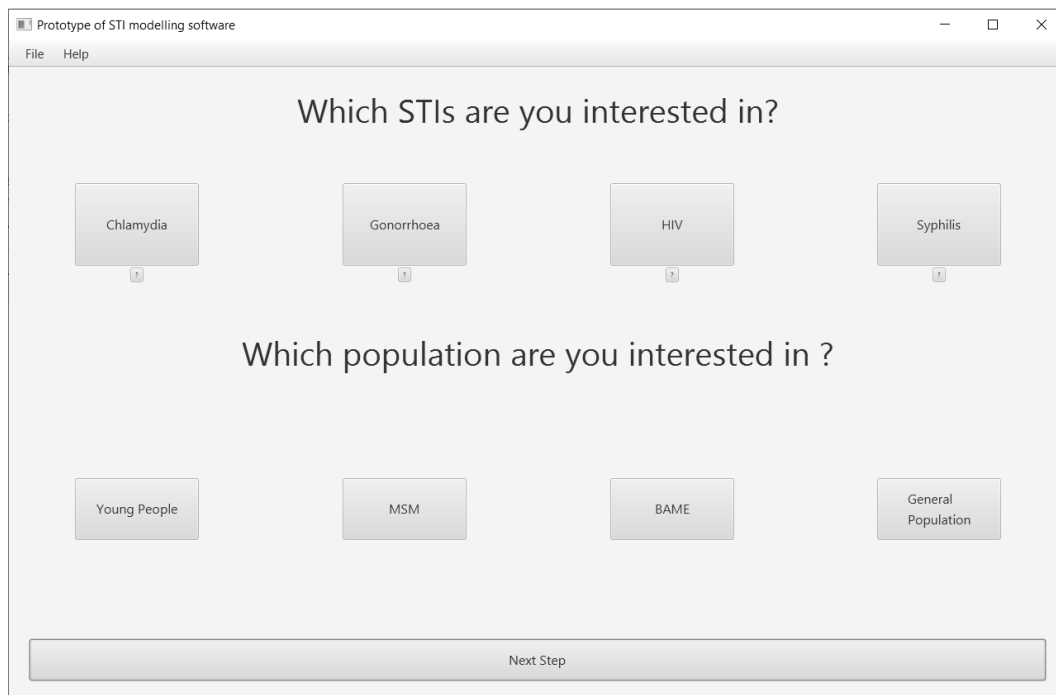 Prototype of STI modelling software
File Help
Which STIs are you interested in?
Chlamydia Gonorrhoea HIV Syphilis
? ? ? ?
Which population are you interested in ?
Young People MSM BAME General
Population
Next Step